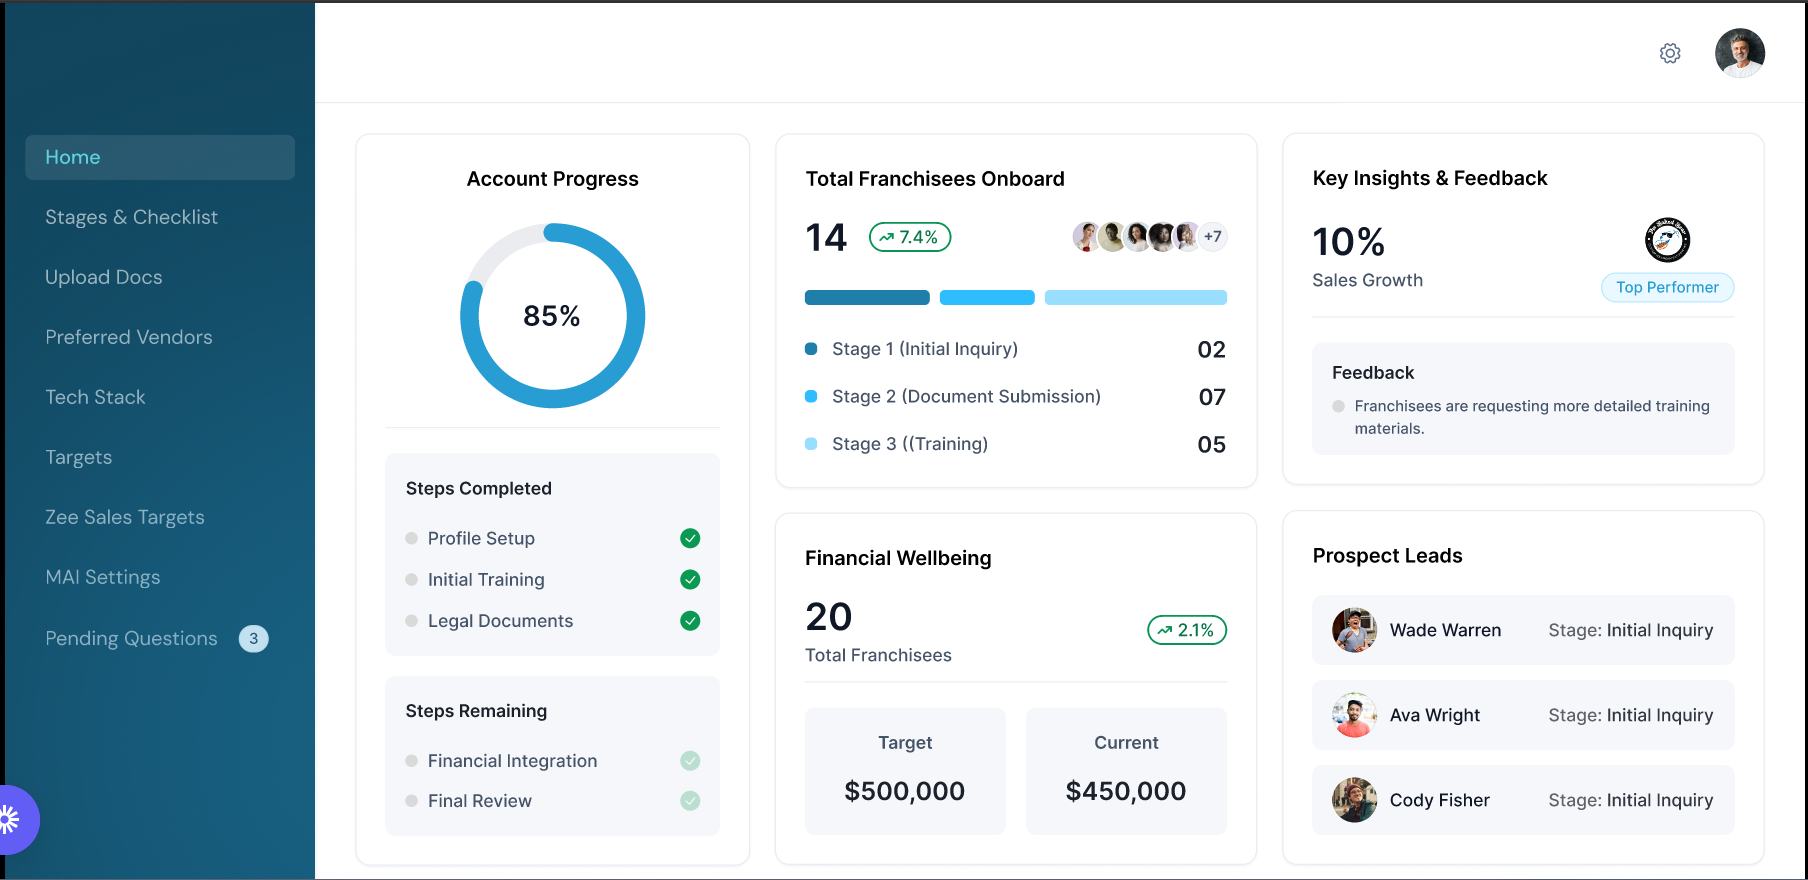 Home
Stages & Checklist
Upload Docs
Preferred Vendors
Tech Stack
Targets
Zee Sales Targets
MAI Settings
Pending Questions 3
Account Progress
85%
Steps Completed
Profile Setup
Initial Training
Legal Documents
Steps Remaining
Financial Integration
Final Review
Total Franchisees Onboard
14 7.4% +7
Stage 1 (Initial Inquiry) 02
Stage 2 (Document Submission) 07
Stage 3 ((Training) 05
Financial Wellbeing
20
2.1%
Total Franchisees
Target
$500,000
Current
$450,000
Key Insights & Feedback
10%
Sales Growth
Top Performer
Feedback
Franchisees are requesting more detailed training
materials.
Prospect Leads
Wade Warren Stage: Initial Inquiry
Ava Wright Stage: Initial Inquiry
Cody Fisher Stage: Initial Inquiry